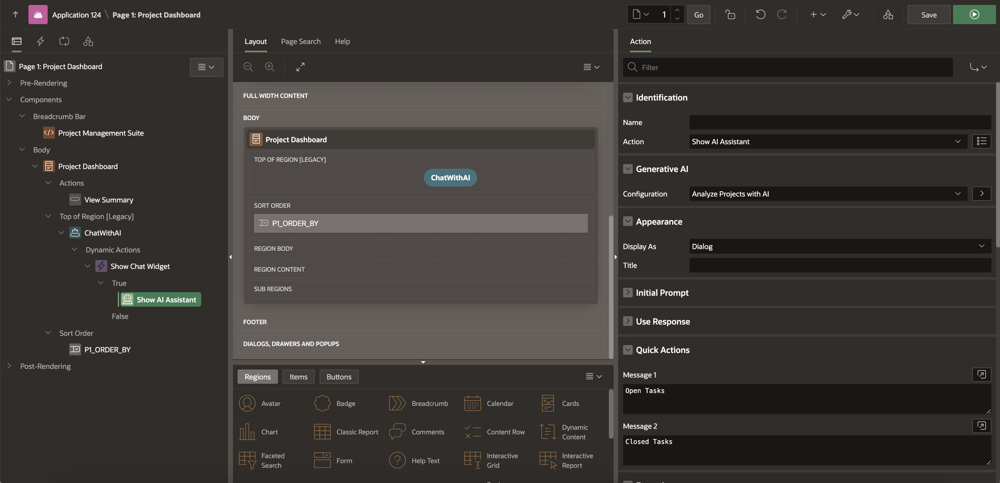 Application 124 \ Page 1: Project Dashboard
1
Go
Save
Page 1: Project Dashboard
Pre-Rendering
Components
Breadcrumb Bar
Project Management Suite
Body
Project Dashboard
Actions
View Summary
Top of Region [Legacy]
ChatWithAI
Dynamic Actions
Show Chat Widget
True
Show AI Assistant
False
Sort Order
P1_ORDER_BY
Post-Rendering
Layout
Page Search
Help
FULL WIDTH CONTENT
BODY
Project Dashboard
TOP OF REGION [LEGACY]
ChatWithAI
SORT ORDER
P1_ORDER_BY
REGION BODY
REGION CONTENT
SUB REGIONS
FOOTER
DIALOGS, DRAWERS AND POPUPS
Regions
Items
Buttons
Avatar
Badge
Breadcrumb
Calendar
Cards
Chart
Classic Report
Comments
Content Row
Dynamic
Content
Faceted
Search
Form
Help Text
Interactive
Grid
Interactive
Report
Action
Filter
Identification
Name
Action
Show AI Assistant
Generative AI
Configuration
Analyze Projects with AI
Appearance
Display As
Dialog
Title
Initial Prompt
Use Response
Quick Actions
Message 1
Open Tasks
Message 2
Closed Tasks